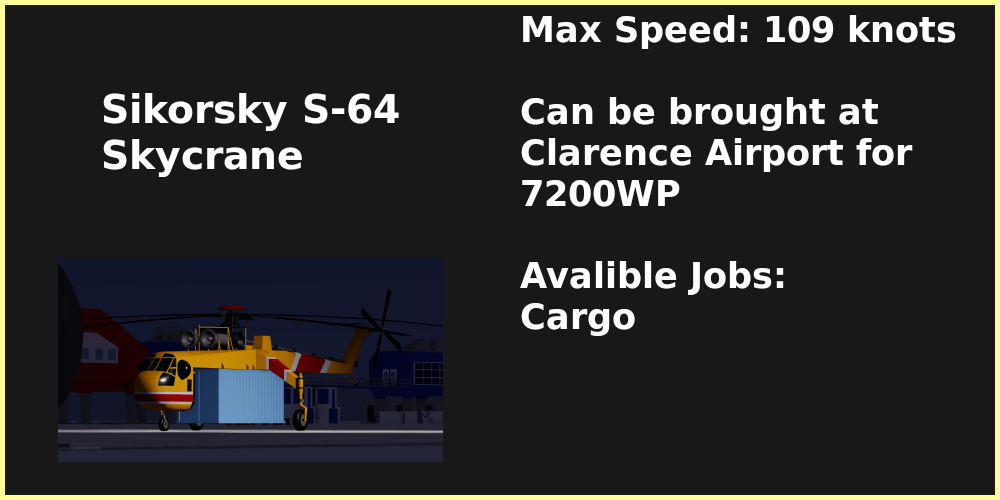 Sikorsky S-64
Skycrane
Max Speed: 109 knots
Can be brought at
Clarence Airport for
7200WP
Avalible Jobs:
Cargo